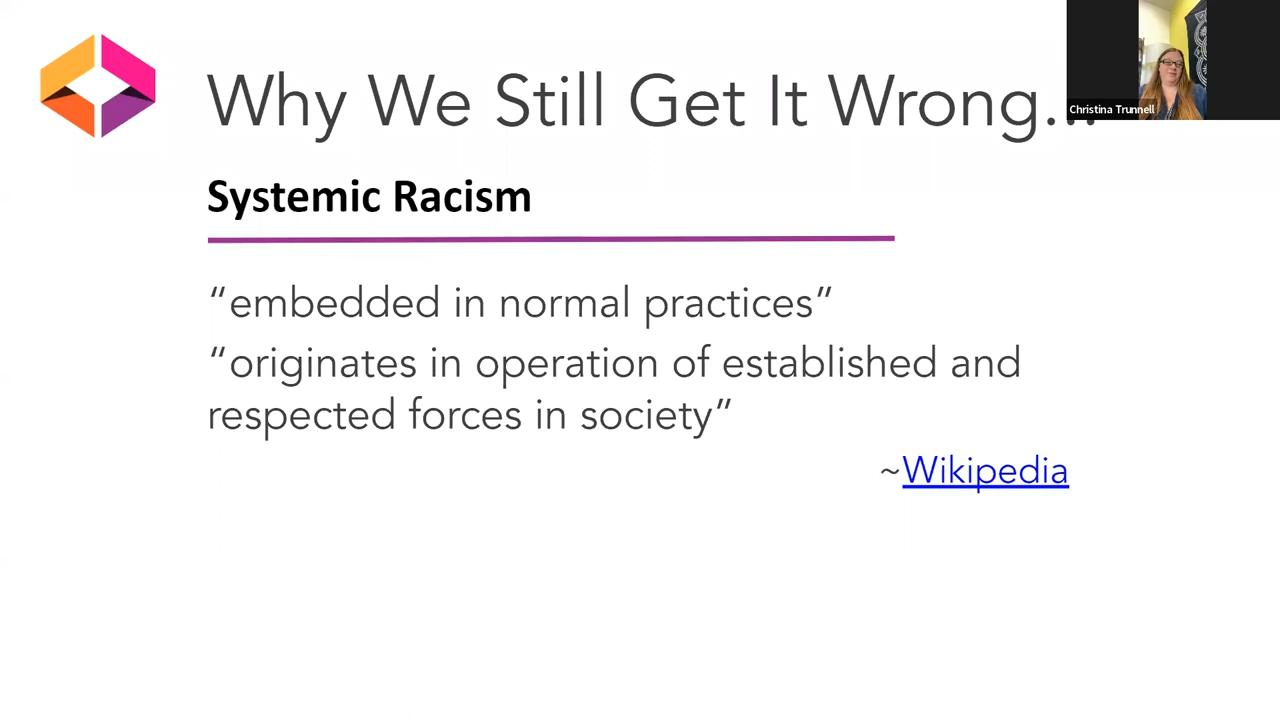 Why We Still Get It Wrong...
Christina Trunnell
Systemic Racism
“embedded in normal practices”
“originates in operation of established and
respected forces in society”
~Wikipedia